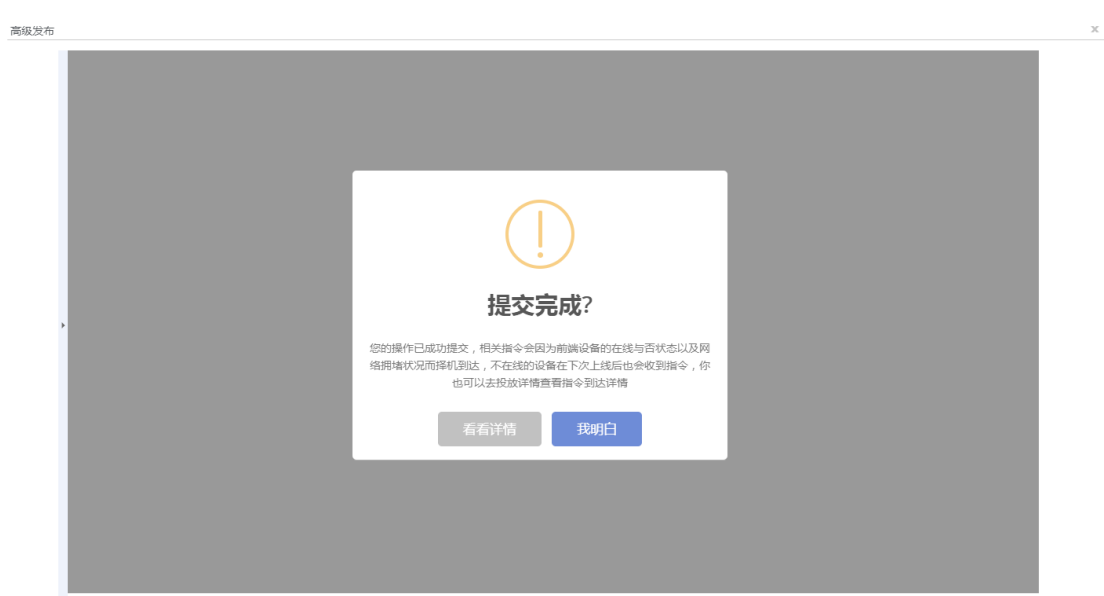 高级发布
提交完成?
您的操作已成功提交，相关指令会因为前端设备的在线与否状态以及网
络拥堵状况而择机到达，不在线的设备在下次上线后也会收到指令，你
也可以去投放详情查看指令到达详情
看看详情 我明白